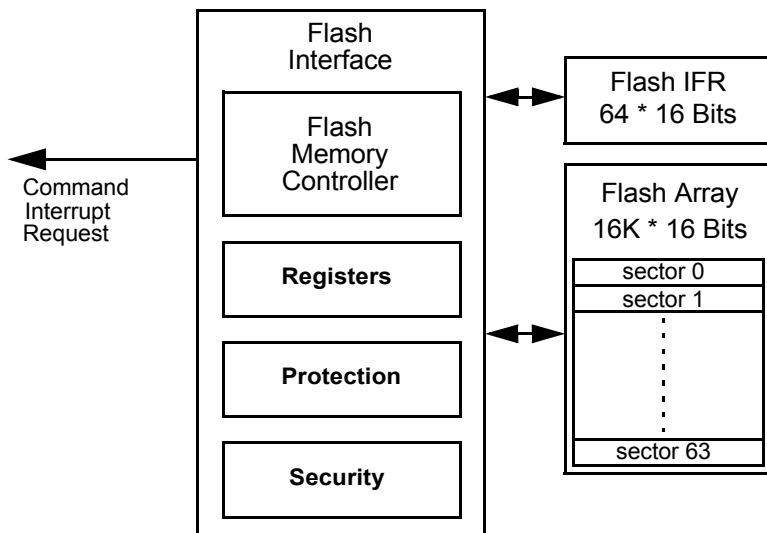 Flash
Interface
Flash
Memory
Controller
Command
Interrupt
Request
Registers
Protection
Security
Flash IFR
64 * 16 Bits
Flash Array
16K * 16 Bits
sector 0
sector 1
sector 63